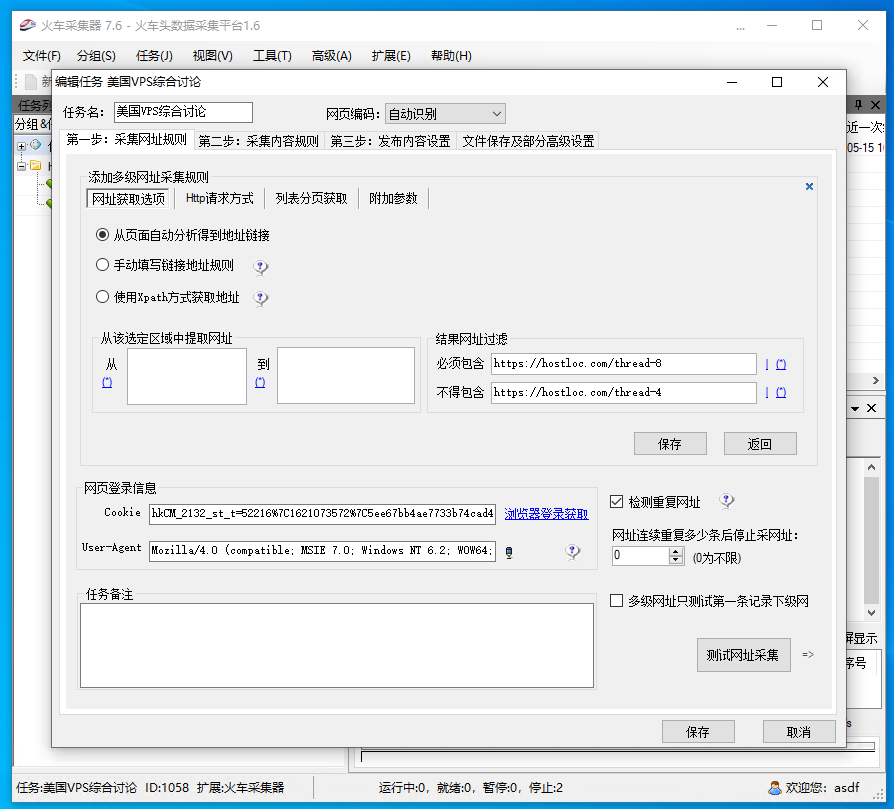 火车采集器 7.6 - 火车头数据采集平台1.6
文件(F) 分组(S) 任务(J) 视图(V) 工具(T) 高级(A) 扩展(E) 帮助(H)
新
编辑任务 美国VPS综合讨论
任务列
任务名: 美国VPS综合讨论 网页编码: 自动识别
分组&
近一次
第一步: 采集网址规则 第二步: 采集内容规则 第三步: 发布内容设置 文件保存及部分高级设置
05-15 1
添加多级网址采集规则
网址获取选项 Http请求方式 列表分页获取 附加参数
从页面自动分析得到地址链接
手动填写链接地址规则
使用Xpath方式获取地址
从该选定区域中提取网址
从 (*) 到 (*)
结果网址过滤
必须包含 https://hostloc.com/thread-8 | (*)
不得包含 https://hostloc.com/thread-4 | (*)
保存 返回
网页登录信息
Cookie hkCM_2132_st_t=52216%7C1621073572%7C5ee67bb4ae7733b74cad4 浏览器登录获取
User-Agent Mozilla/4.0 (compatible; MSIE 7.0; Windows NT 6.2; WOW64;
检测重复网址
网址连续重复多少条后停止采网址:
0 (0为不限)
任务备注
多级网址只测试第一条记录下级网
测试网址采集 =>
屏显示
序号
保存 取消
s
任务:美国VPS综合讨论 ID:1058 扩展:火车采集器 运行中:0, 就绪:0, 暂停:0, 停止:2 欢迎您: asdf